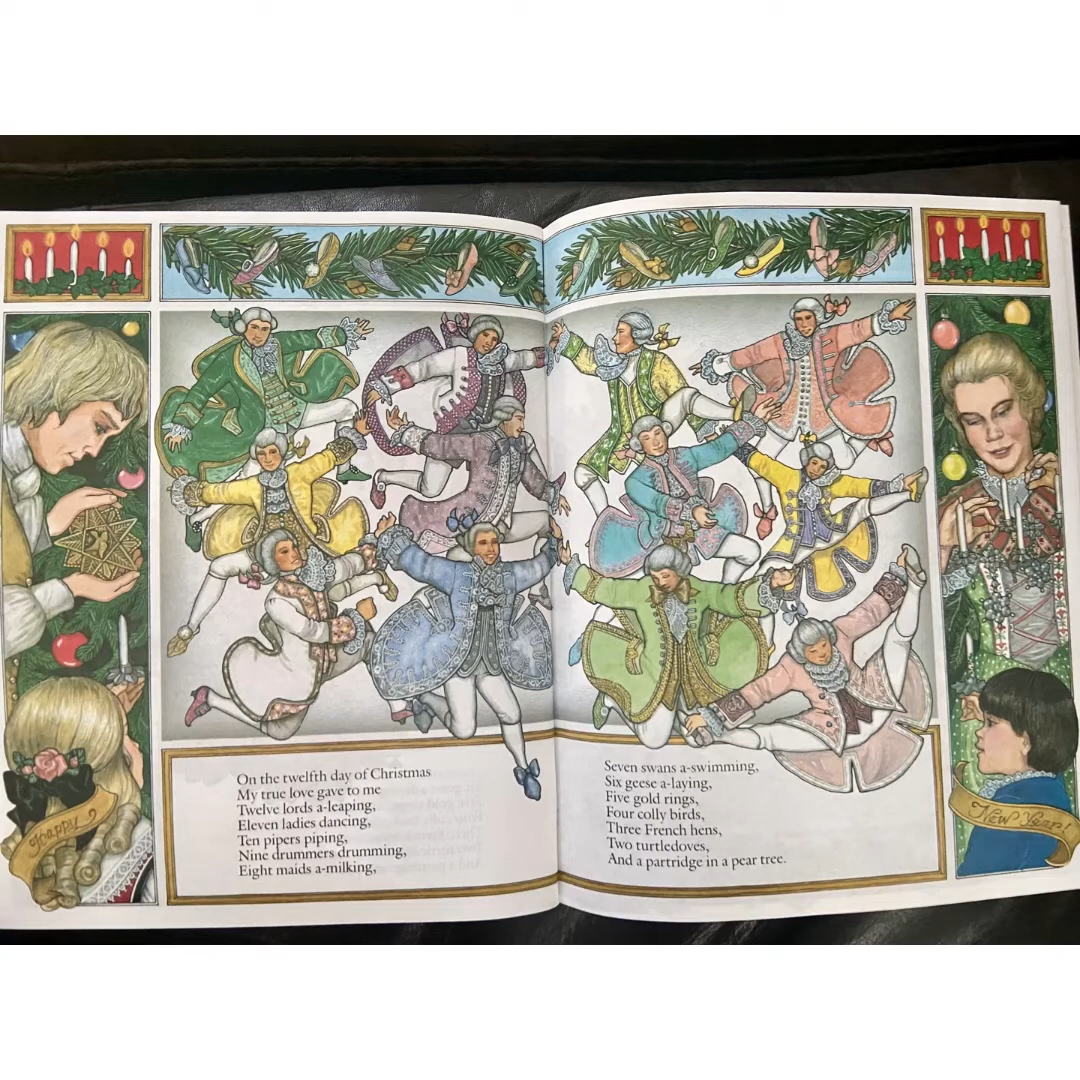 On the twelfth day of Christmas
My true love gave to me
Twelve lords a-leaping,
Eleven ladies dancing,
Ten pipers piping,
Nine drummers drumming,
Eight maids a-milking,
Seven swans a-swimming,
Six geese a-laying,
Five gold rings,
Four colly birds,
Three French hens,
Two turtledoves,
And a partridge in a pear tree.
Happy
New Year!